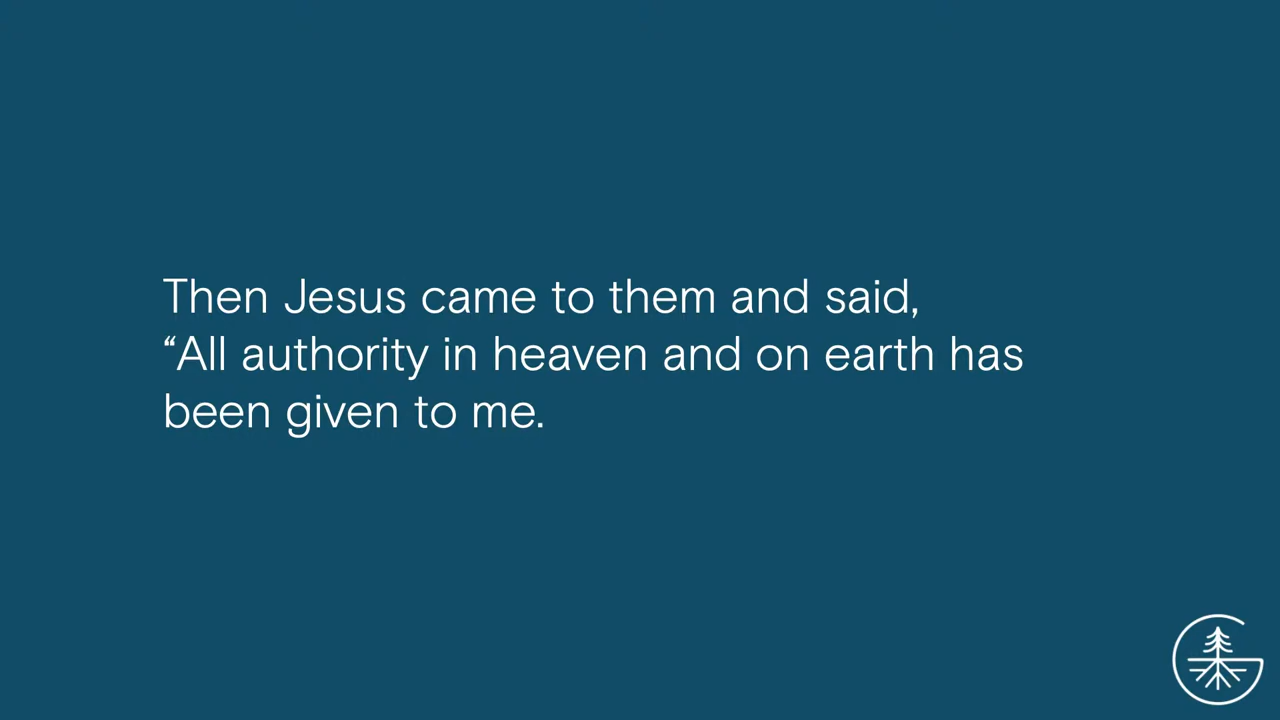 Then Jesus came to them and said,
“All authority in heaven and on earth has
been given to me.